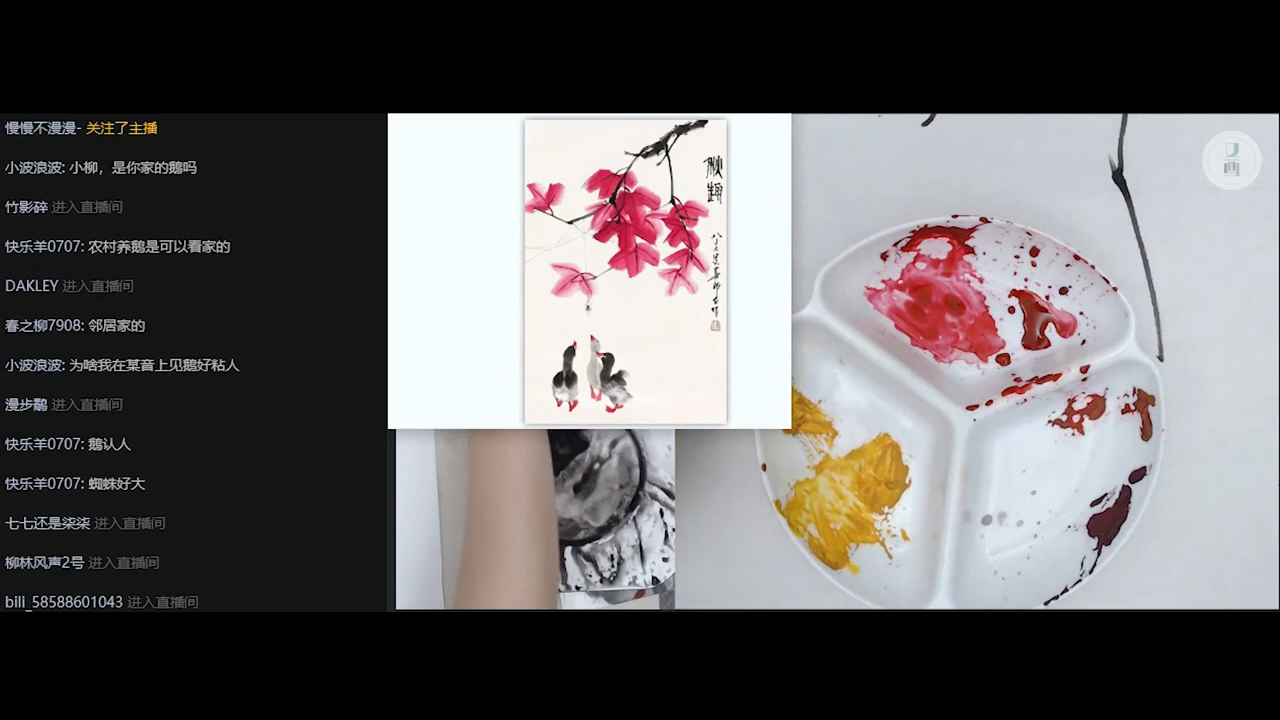 慢慢不漫漫- 关注了主播
小波浪波: 小柳，是你家的鹅吗
竹影碎 进入直播间
快乐羊0707: 农村养鹅是可以看家的
DAKLEY 进入直播间
春之柳7908: 邻居家的
小波浪波: 为啥我在某音上见鹅好粘人
漫步鹬 进入直播间
快乐羊0707: 鹅认人
快乐羊0707: 蜘蛛好大
七七还是柒柒 进入直播间
柳林风声2号 进入直播间
bili_58588601043 进入直播间
秋趣